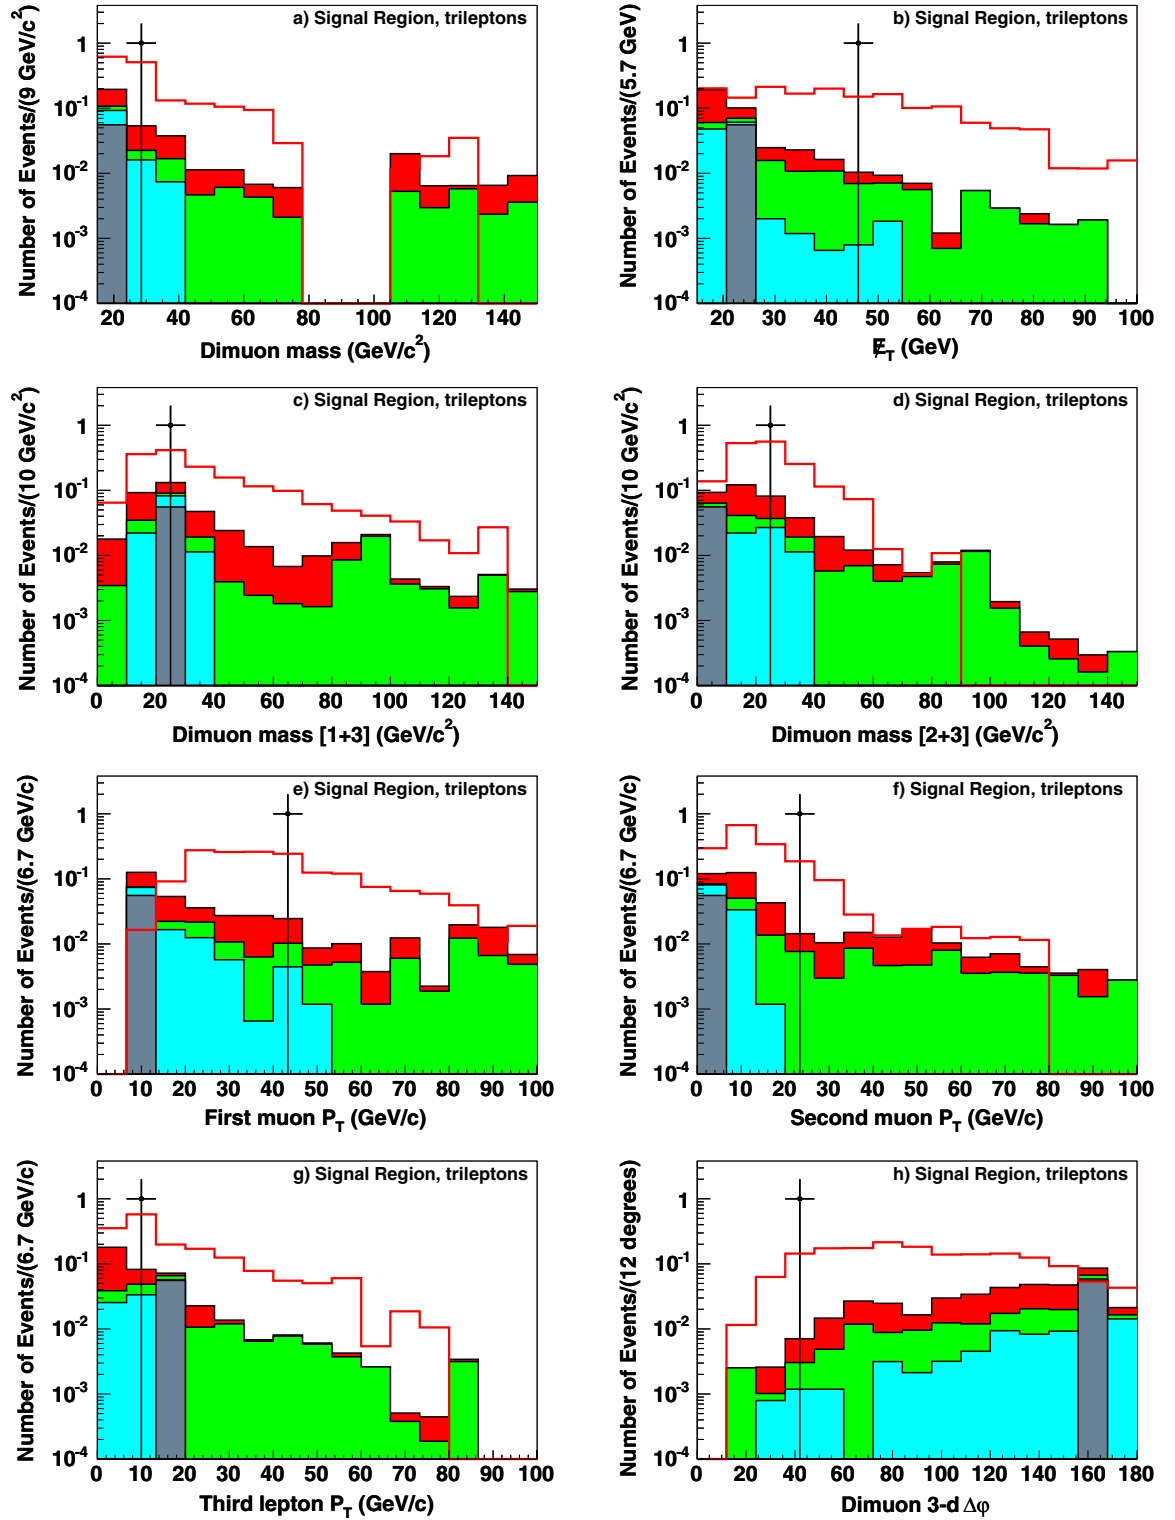 a) Signal Region, trileptons
Number of Events/(9 GeV/c²)
1
10⁻¹
10⁻²
10⁻³
10⁻⁴
20 40 60 80 100 120 140
Dimuon mass (GeV/c²)
b) Signal Region, trileptons
Number of Events/(5.7 GeV)
1
10⁻¹
10⁻²
10⁻³
10⁻⁴
20 30 40 50 60 70 80 90 100
E̸_T (GeV)
c) Signal Region, trileptons
Number of Events/(10 GeV/c²)
1
10⁻¹
10⁻²
10⁻³
10⁻⁴
0 20 40 60 80 100 120 140
Dimuon mass [1+3] (GeV/c²)
d) Signal Region, trileptons
Number of Events/(10 GeV/c²)
1
10⁻¹
10⁻²
10⁻³
10⁻⁴
0 20 40 60 80 100 120 140
Dimuon mass [2+3] (GeV/c²)
e) Signal Region, trileptons
Number of Events/(6.7 GeV/c)
1
10⁻¹
10⁻²
10⁻³
10⁻⁴
0 10 20 30 40 50 60 70 80 90 100
First muon P_T (GeV/c)
f) Signal Region, trileptons
Number of Events/(6.7 GeV/c)
1
10⁻¹
10⁻²
10⁻³
10⁻⁴
0 10 20 30 40 50 60 70 80 90 100
Second muon P_T (GeV/c)
g) Signal Region, trileptons
Number of Events/(6.7 GeV/c)
1
10⁻¹
10⁻²
10⁻³
10⁻⁴
0 10 20 30 40 50 60 70 80 90 100
Third lepton P_T (GeV/c)
h) Signal Region, trileptons
Number of Events/(12 degrees)
1
10⁻¹
10⁻²
10⁻³
10⁻⁴
0 20 40 60 80 100 120 140 160 180
Dimuon 3-d Δφ